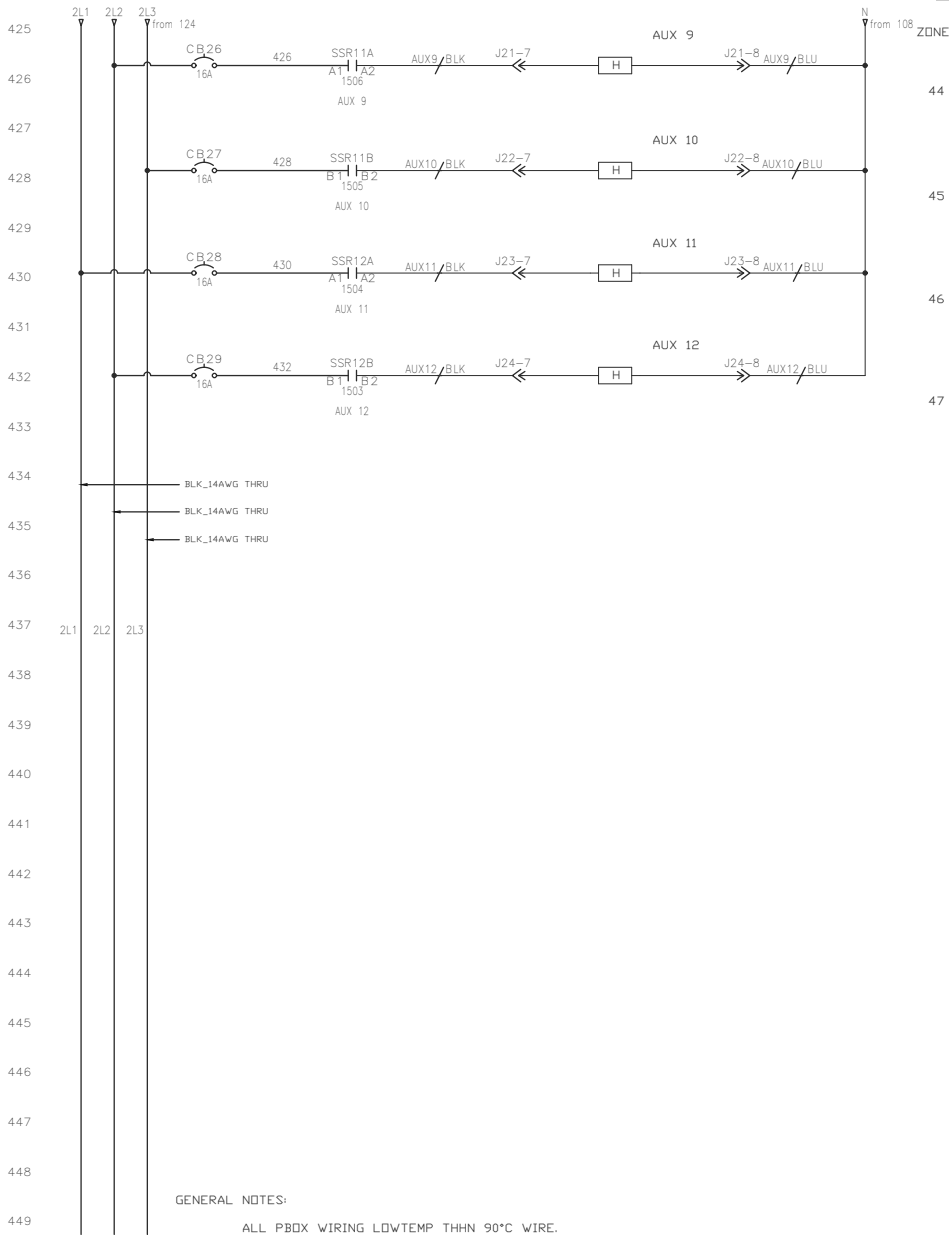 2L1 2L2 2L3 N
425 from 124 from 108 ZONE
AUX 9
CB26 426 SSR11A AUX9/BLK J21-7 H J21-8 AUX9/BLU
16A A1 A2
426 1506 44
AUX 9
427
AUX 10
CB27 428 SSR11B AUX10/BLK J22-7 H J22-8 AUX10/BLU
428 16A B1 B2
1505 45
AUX 10
429
AUX 11
CB28 430 SSR12A AUX11/BLK J23-7 H J23-8 AUX11/BLU
430 16A A1 A2
1504 46
AUX 11
431
AUX 12
CB29 432 SSR12B AUX12/BLK J24-7 H J24-8 AUX12/BLU
432 16A B1 B2
1503 47
AUX 12
433
434
BLK_14AWG THRU
BLK_14AWG THRU
435
BLK_14AWG THRU
436
437 2L1 2L2 2L3
438
439
440
441
442
443
444
445
446
447
448
GENERAL NOTES:
449 ALL PBOX WIRING LOWTEMP THHN 90°C WIRE.